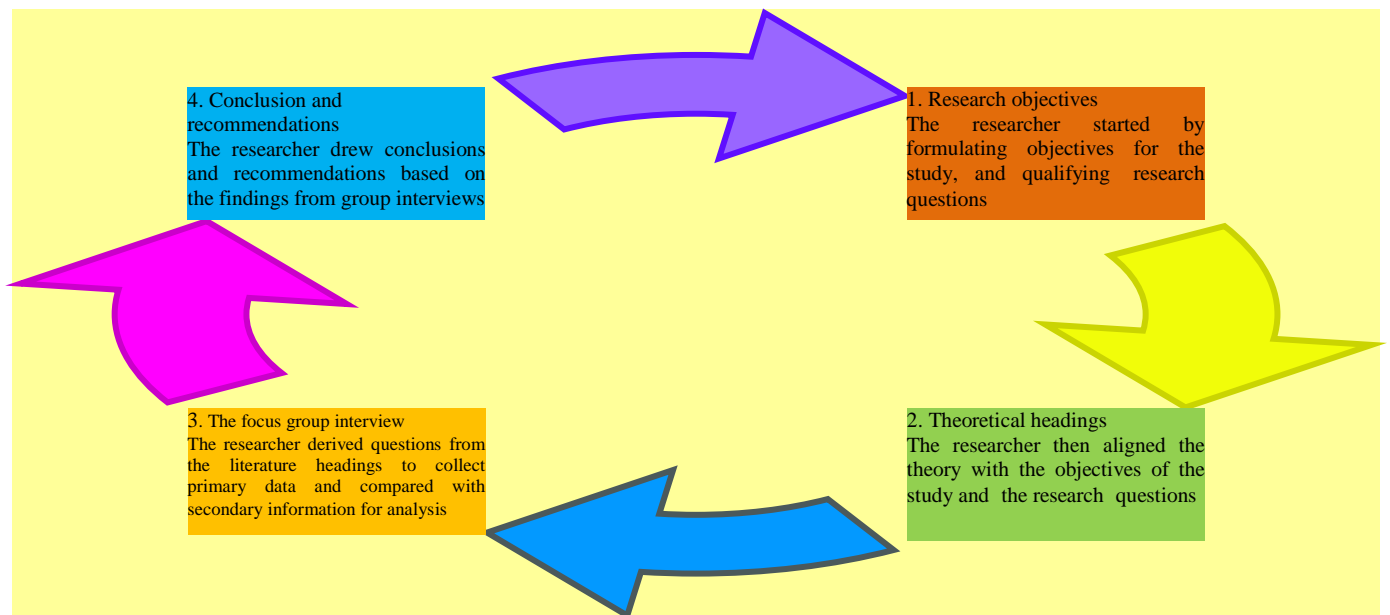 4. Conclusion and
recommendations
The researcher drew conclusions
and recommendations based on
the findings from group interviews
1. Research objectives
The researcher started by
formulating objectives for the
study, and qualifying research
questions
3. The focus group interview
The researcher derived questions from
the literature headings to collect
primary data and compared with
secondary information for analysis
2. Theoretical headings
The researcher then aligned the
theory with the objectives of the
study and the research questions